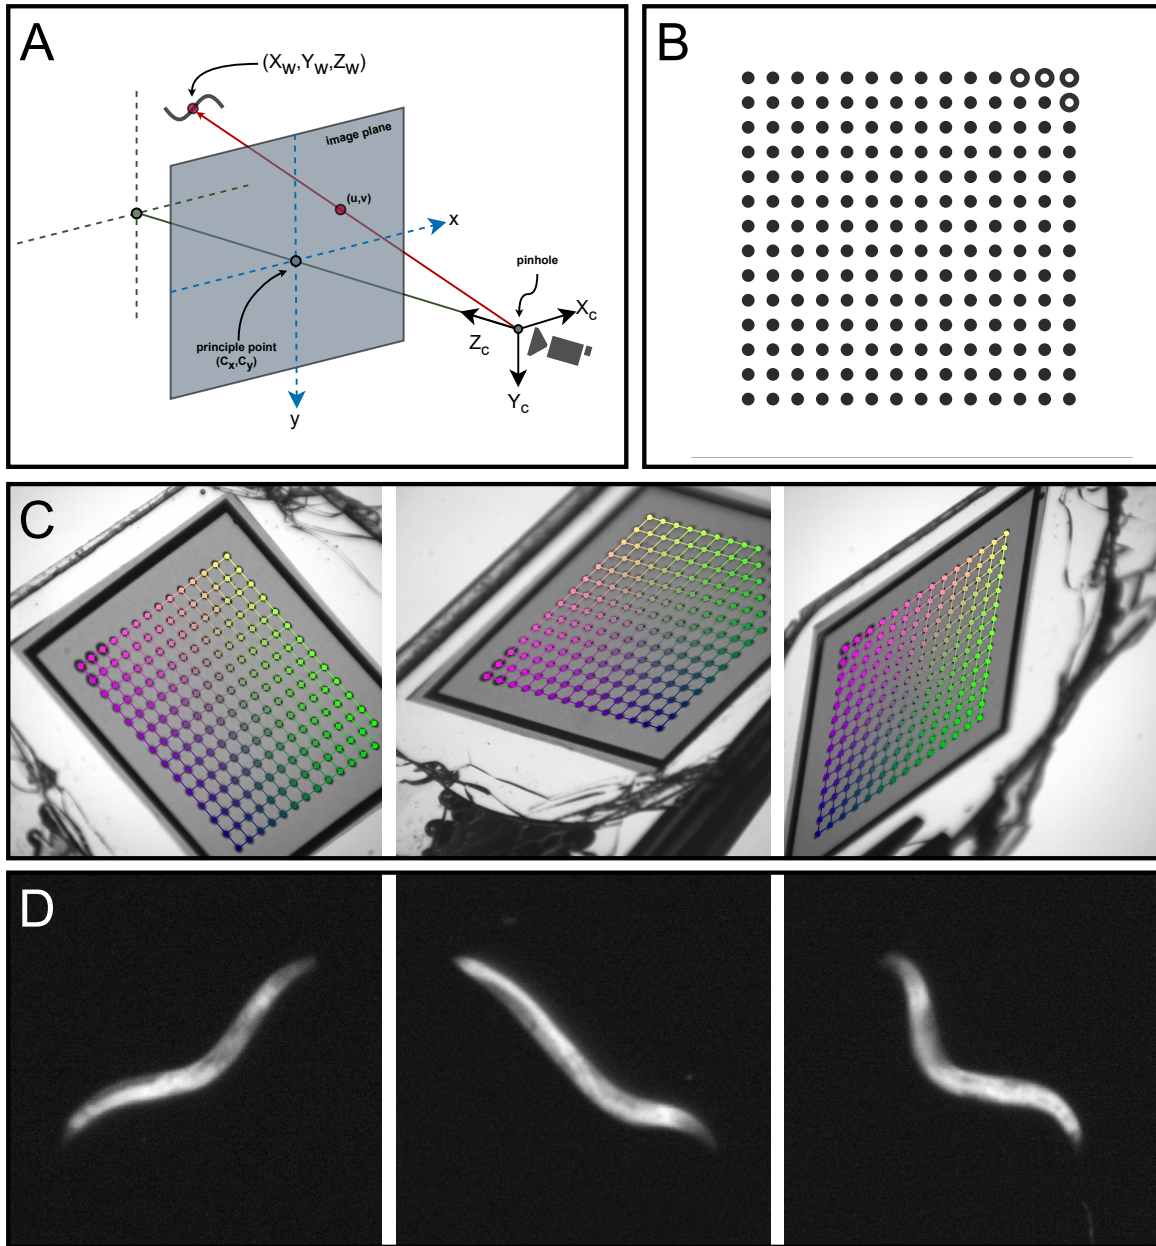 A
(XW,YW,ZW)
image plane
(u,v)
x
pinhole
XC
ZC
YC
principle point
(Cx,Cy)
y
B
C
D